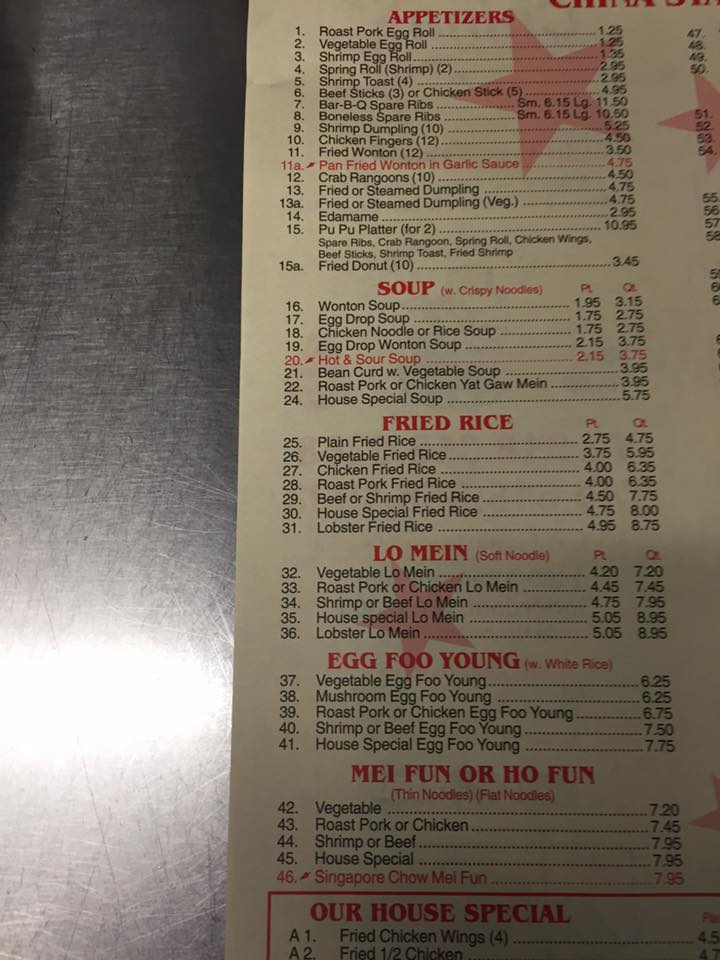 CHINA STA
APPETIZERS
1. Roast Pork Egg Roll 1.25
2. Vegetable Egg Roll 1.25
3. Shrimp Egg Roll 1.35
4. Spring Roll (Shrimp) (2) 2.95
5. Shrimp Toast (4) 2.95
6. Beef Sticks (3) or Chicken Stick (5) 4.95
7. Bar-B-Q Spare Ribs Sm. 6.15 Lg. 11.50
8. Boneless Spare Ribs Sm. 6.15 Lg. 10.50
9. Shrimp Dumpling (10) 5.25
10. Chicken Fingers (12) 4.50
11. Fried Wonton (12) 3.50
11a. Pan Fried Wonton in Garlic Sauce 4.75
12. Crab Rangoons (10) 4.50
13. Fried or Steamed Dumpling 4.75
13a. Fried or Steamed Dumpling (Veg.) 4.75
14. Edamame 2.95
15. Pu Pu Platter (for 2) 10.95
Spare Ribs, Crab Rangoon, Spring Roll, Chicken Wings,
Beef Sticks, Shrimp Toast, Fried Shrimp
15a. Fried Donut (10) 3.45
SOUP (w. Crispy Noodles) Pt. Qt.
16. Wonton Soup 1.95 3.15
17. Egg Drop Soup 1.75 2.75
18. Chicken Noodle or Rice Soup 1.75 2.75
19. Egg Drop Wonton Soup 2.15 3.75
20. Hot & Sour Soup 2.15 3.75
21. Bean Curd w. Vegetable Soup 3.95
22. Roast Pork or Chicken Yat Gaw Mein 3.95
24. House Special Soup 5.75
FRIED RICE Pt. Qt.
25. Plain Fried Rice 2.75 4.75
26. Vegetable Fried Rice 3.75 5.95
27. Chicken Fried Rice 4.00 6.35
28. Roast Pork Fried Rice 4.00 6.35
29. Beef or Shrimp Fried Rice 4.50 7.75
30. House Special Fried Rice 4.75 8.00
31. Lobster Fried Rice 4.95 8.75
LO MEIN (Soft Noodle) Pt. Qt.
32. Vegetable Lo Mein 4.20 7.20
33. Roast Pork or Chicken Lo Mein 4.45 7.45
34. Shrimp or Beef Lo Mein 4.75 7.95
35. House special Lo Mein 5.05 8.95
36. Lobster Lo Mein 5.05 8.95
EGG FOO YOUNG (w. White Rice)
37. Vegetable Egg Foo Young 6.25
38. Mushroom Egg Foo Young 6.25
39. Roast Pork or Chicken Egg Foo Young 6.75
40. Shrimp or Beef Egg Foo Young 7.50
41. House Special Egg Foo Young 7.75
MEI FUN OR HO FUN
(Thin Noodles) (Flat Noodles)
42. Vegetable 7.20
43. Roast Pork or Chicken 7.45
44. Shrimp or Beef 7.95
45. House Special 7.95
46. Singapore Chow Mei Fun 7.95
OUR HOUSE SPECIAL
A 1. Fried Chicken Wings (4) 4.5
A 2. Fried 1/2 Chicken
47.
48.
49.
50.
51.
52.
53.
54.
55.
56
57
58